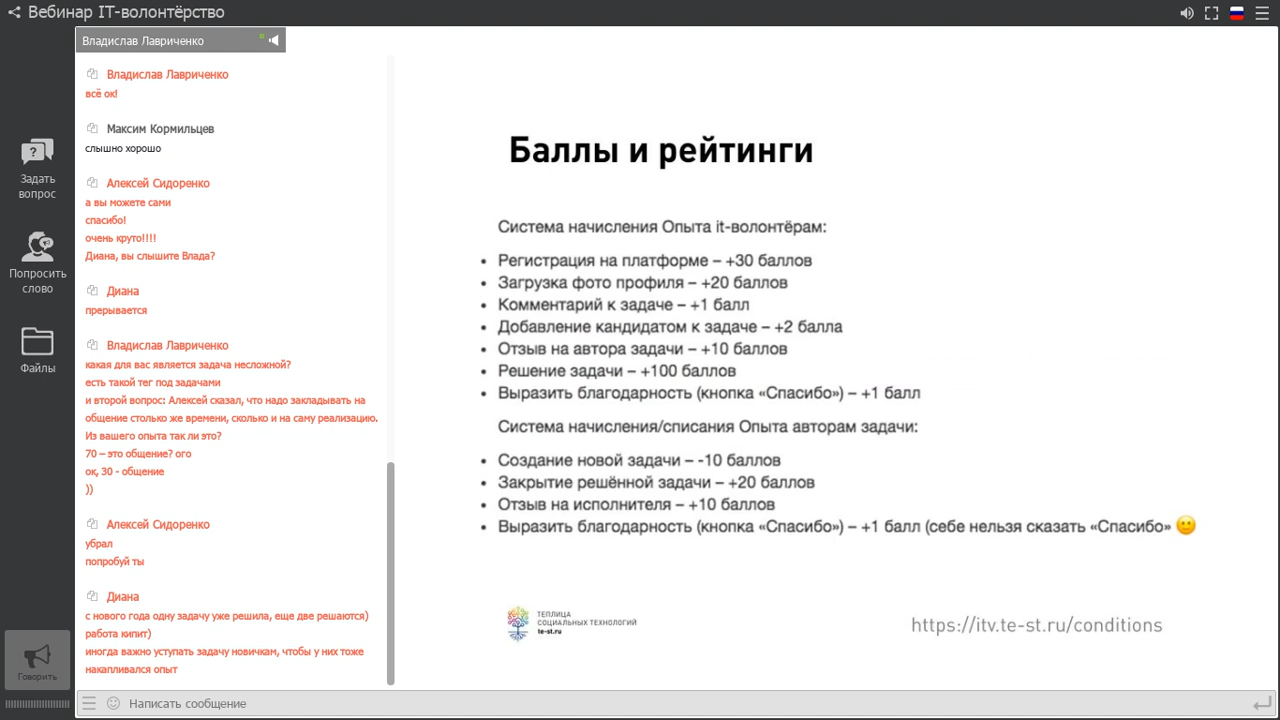 Вебинар IT-волонтёрство
Владислав Лавриченко
Задать
вопрос
Попросить
слово
Файлы
Говорить
Владислав Лавриченко
всё ок!
Максим Кормильцев
слышно хорошо
Алексей Сидоренко
а вы можете сами
спасибо!
очень круто!!!!
Диана, вы слышите Влада?
Диана
прерывается
Владислав Лавриченко
какая для вас является задача несложной?
есть такой тег под задачами
и второй вопрос: Алексей сказал, что надо закладывать на
общение столько же времени, сколько и на саму реализацию.
Из вашего опыта так ли это?
70 – это общение? ого
ок, 30 - общение
))
Алексей Сидоренко
убрал
попробуй ты
Диана
с нового года одну задачу уже решила, еще две решаются)
работа кипит)
иногда важно уступать задачу новичкам, чтобы у них тоже
накапливался опыт
Написать сообщение
Баллы и рейтинги
Система начисления Опыта it-волонтёрам:
• Регистрация на платформе – +30 баллов
• Загрузка фото профиля – +20 баллов
• Комментарий к задаче – +1 балл
• Добавление кандидатом к задаче – +2 балла
• Отзыв на автора задачи – +10 баллов
• Решение задачи – +100 баллов
• Выразить благодарность (кнопка «Спасибо») – +1 балл
Система начисления/списания Опыта авторам задачи:
• Создание новой задачи – -10 баллов
• Закрытие решённой задачи – +20 баллов
• Отзыв на исполнителя – +10 баллов
• Выразить благодарность (кнопка «Спасибо») – +1 балл (себе нельзя сказать «Спасибо» 🙂
ТЕПЛИЦА
СОЦИАЛЬНЫХ ТЕХНОЛОГИЙ
te-st.ru
https://itv.te-st.ru/conditions